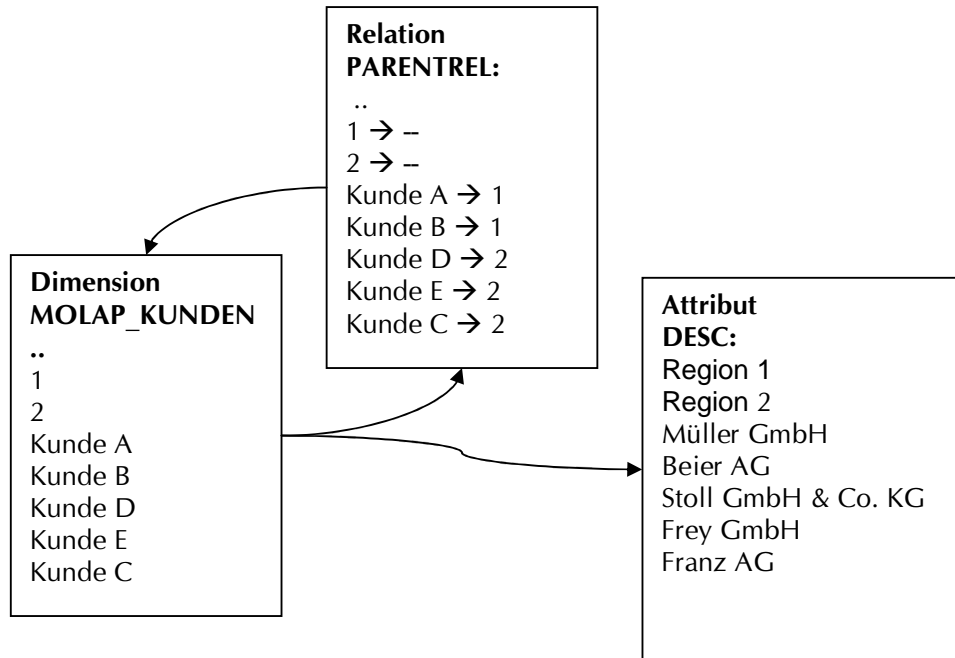 Relation
PARENTREL:
..
1 → --
2 → --
Kunde A → 1
Kunde B → 1
Kunde D → 2
Kunde E → 2
Kunde C → 2
Dimension
MOLAP_KUNDEN
..
1
2
Kunde A
Kunde B
Kunde D
Kunde E
Kunde C
Attribut
DESC:
Region 1
Region 2
Müller GmbH
Beier AG
Stoll GmbH & Co. KG
Frey GmbH
Franz AG